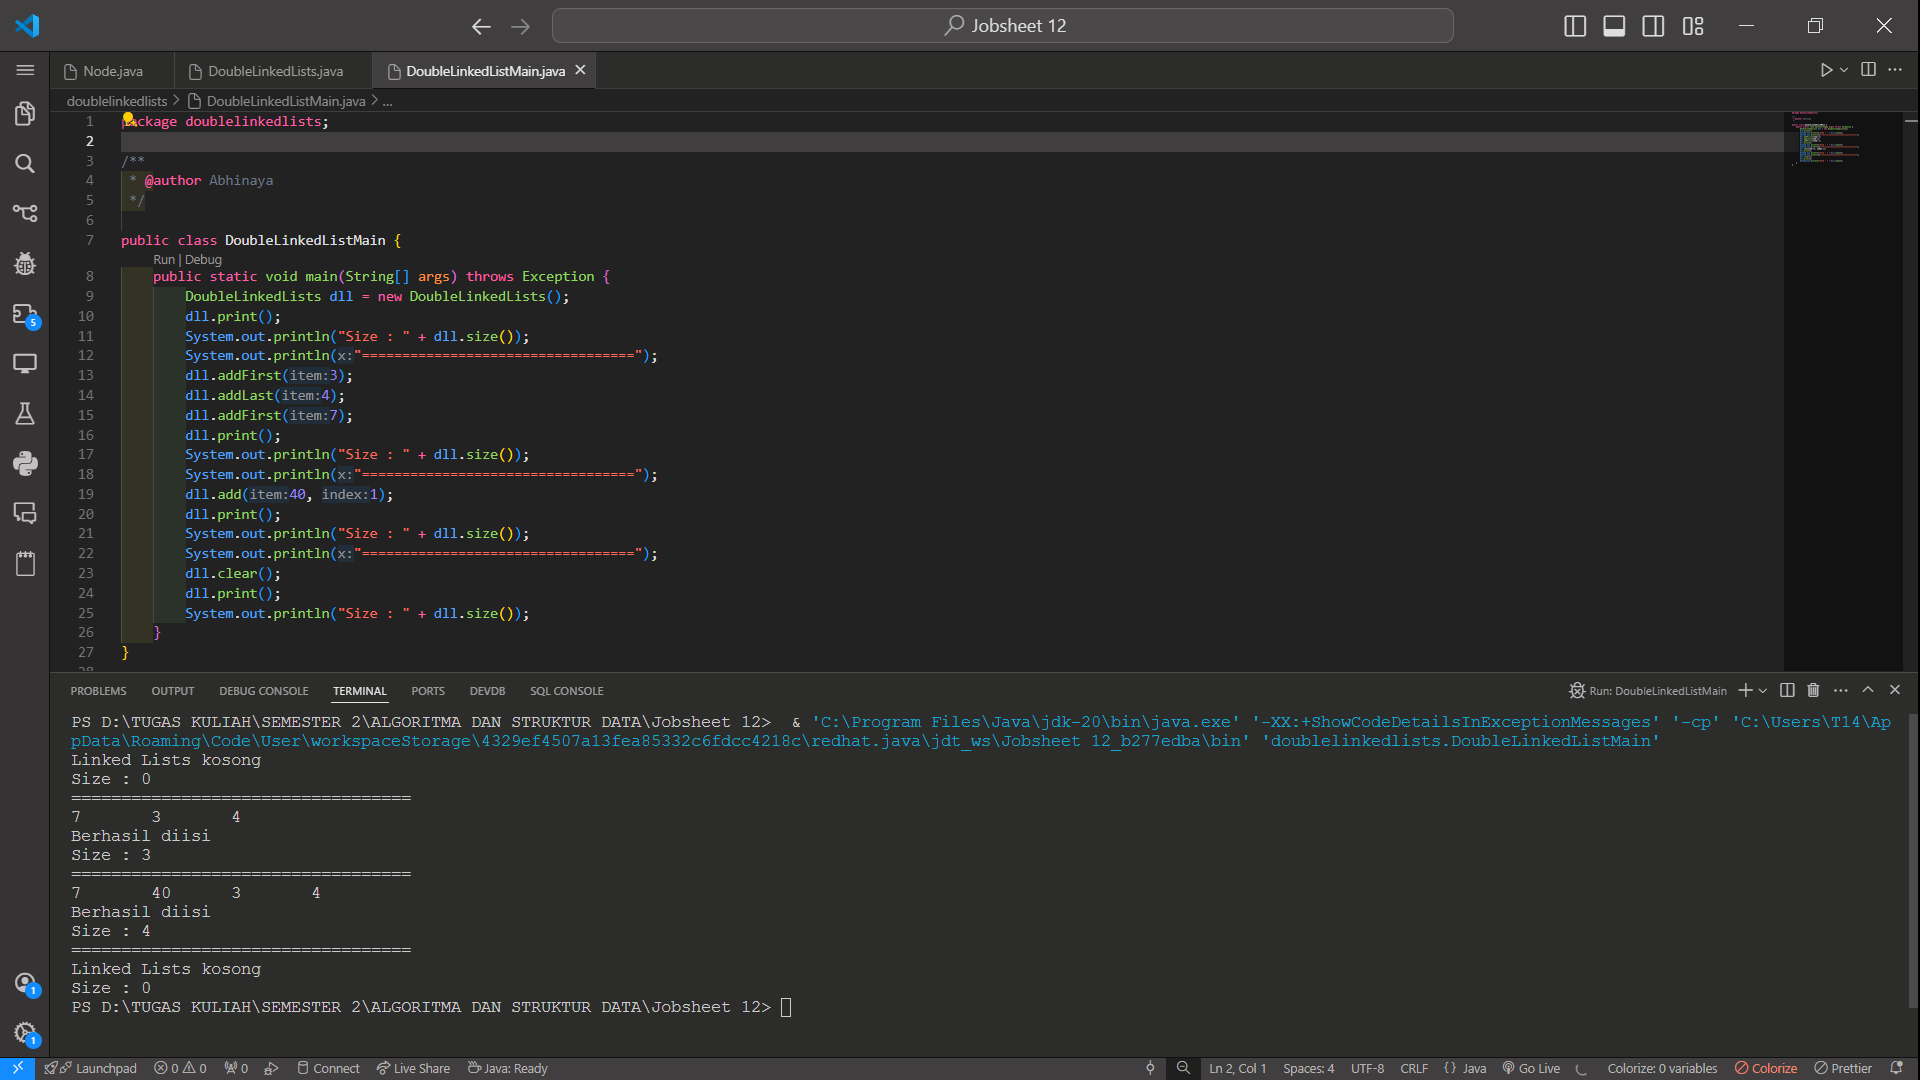 Jobsheet 12
Node.java
DoubleLinkedLists.java
DoubleLinkedListMain.java
doublelinkedlists > DoubleLinkedListMain.java > ...
1 package doublelinkedlists;
2
3 /**
4 * @author Abhinaya
5 */
6
7 public class DoubleLinkedListMain {
Run | Debug
8 public static void main(String[] args) throws Exception {
9 DoubleLinkedLists dll = new DoubleLinkedLists();
10 dll.print();
11 System.out.println("Size : " + dll.size());
12 System.out.println(x:"==================================");
13 dll.addFirst(item:3);
14 dll.addLast(item:4);
15 dll.addFirst(item:7);
16 dll.print();
17 System.out.println("Size : " + dll.size());
18 System.out.println(x:"==================================");
19 dll.add(item:40, index:1);
20 dll.print();
21 System.out.println("Size : " + dll.size());
22 System.out.println(x:"==================================");
23 dll.clear();
24 dll.print();
25 System.out.println("Size : " + dll.size());
26 }
27 }
28
PROBLEMS OUTPUT DEBUG CONSOLE TERMINAL PORTS DEVDB SQL CONSOLE
Run: DoubleLinkedListMain
PS D:\TUGAS KULIAH\SEMESTER 2\ALGORITMA DAN STRUKTUR DATA\Jobsheet 12> & 'C:\Program Files\Java\jdk-20\bin\java.exe' '-XX:+ShowCodeDetailsInExceptionMessages' '-cp' 'C:\Users\T14\Ap
pData\Roaming\Code\User\workspaceStorage\4329ef4507a13fea85332c6fdcc4218c\redhat.java\jdt_ws\Jobsheet 12_b277edba\bin' 'doublelinkedlists.DoubleLinkedListMain'
Linked Lists kosong
Size : 0
==================================
7 3 4
Berhasil diisi
Size : 3
==================================
7 40 3 4
Berhasil diisi
Size : 4
==================================
Linked Lists kosong
Size : 0
PS D:\TUGAS KULIAH\SEMESTER 2\ALGORITMA DAN STRUKTUR DATA\Jobsheet 12>
5
1
1
Launchpad 0 0 0 Connect Live Share Java: Ready
Ln 2, Col 1 Spaces: 4 UTF-8 CRLF {} Java Go Live Colorize: 0 variables Colorize Prettier